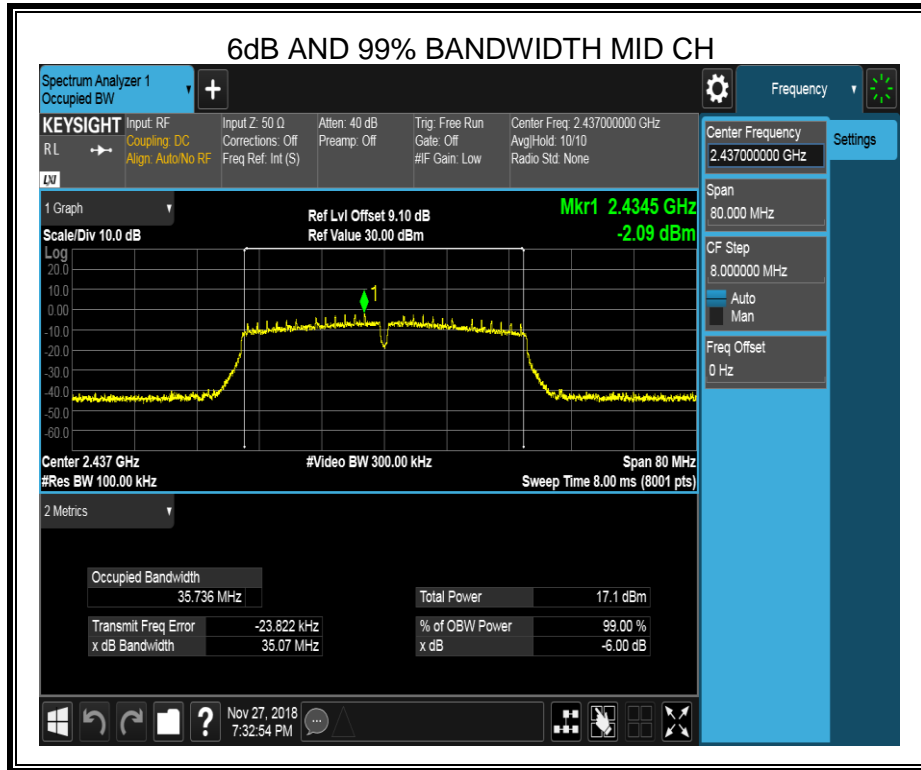 6dB AND 99% BANDWIDTH MID CH
Spectrum Analyzer 1
Occupied BW
+
Frequency
KEYSIGHT
RL
LXI
Input: RF
Coupling: DC
Align: Auto/No RF
Input Z: 50 Ω
Corrections: Off
Freq Ref: Int (S)
Atten: 40 dB
Preamp: Off
Trig: Free Run
Gate: Off
#IF Gain: Low
Center Freq: 2.437000000 GHz
Avg|Hold: 10/10
Radio Std: None
Center Frequency
2.437000000 GHz
Settings
Span
80.000 MHz
CF Step
8.000000 MHz
Auto
Man
Freq Offset
0 Hz
1 Graph
Scale/Div 10.0 dB
Ref Lvl Offset 9.10 dB
Ref Value 30.00 dBm
Mkr1 2.4345 GHz
-2.09 dBm
Log
20.0
10.0
0.00
-10.0
-20.0
-30.0
-40.0
-50.0
-60.0
1
Center 2.437 GHz
#Res BW 100.00 kHz
#Video BW 300.00 kHz
Span 80 MHz
Sweep Time 8.00 ms (8001 pts)
2 Metrics
Occupied Bandwidth
35.736 MHz
Total Power 17.1 dBm
Transmit Freq Error -23.822 kHz
% of OBW Power 99.00 %
x dB Bandwidth 35.07 MHz
x dB -6.00 dB
?
Nov 27, 2018
7:32:54 PM